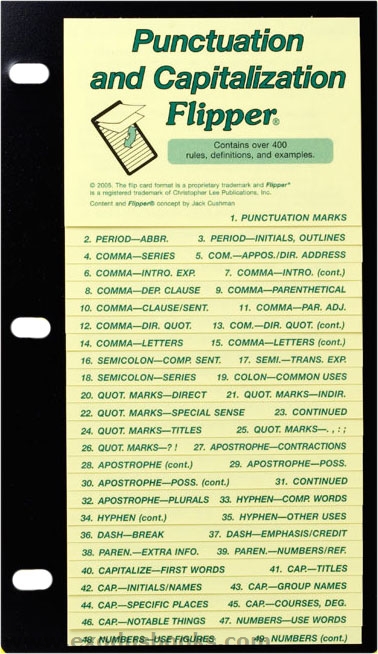 Punctuation
and Capitalization
Flipper®
Contains over 400
rules, definitions, and examples.
© 2005. The flip card format is a proprietary trademark and Flipper®
is a registered trademark of Christopher Lee Publications, Inc.
Content and Flipper® concept by Jack Cushman
1. PUNCTUATION MARKS
2. PERIOD—ABBR. 3. PERIOD—INITIALS, OUTLINES
4. COMMA—SERIES 5. COM.—APPOS./DIR. ADDRESS
6. COMMA—INTRO. EXP. 7. COMMA—INTRO. (cont.)
8. COMMA—DEP. CLAUSE 9. COMMA—PARENTHETICAL
10. COMMA—CLAUSE/SENT. 11. COMMA—PAR. ADJ.
12. COMMA—DIR. QUOT. 13. COM.—DIR. QUOT. (cont.)
14. COMMA—LETTERS 15. COMMA—LETTERS (cont.)
16. SEMICOLON—COMP. SENT. 17. SEMI.—TRANS. EXP.
18. SEMICOLON—SERIES 19. COLON—COMMON USES
20. QUOT. MARKS—DIRECT 21. QUOT. MARKS—INDIR.
22. QUOT. MARKS—SPECIAL SENSE 23. CONTINUED
24. QUOT. MARKS—TITLES 25. QUOT. MARKS—. , : ;
26. QUOT. MARKS—? ! 27. APOSTROPHE—CONTRACTIONS
28. APOSTROPHE (cont.) 29. APOSTROPHE—POSS.
30. APOSTROPHE—POSS. (cont.) 31. CONTINUED
32. APOSTROPHE—PLURALS 33. HYPHEN—COMP. WORDS
34. HYPHEN (cont.) 35. HYPHEN—OTHER USES
36. DASH—BREAK 37. DASH—EMPHASIS/CREDIT
38. PAREN.—EXTRA INFO. 39. PAREN.—NUMBERS/REF.
40. CAPITALIZE—FIRST WORDS 41. CAP.—TITLES
42. CAP.—INITIALS/NAMES 43. CAP.—GROUP NAMES
44. CAP.—SPECIFIC PLACES 45. CAP.—COURSES, DEG.
46. CAP.—NOTABLE THINGS 47. NUMBERS—USE WORDS
48. NUMBERS—USE FIGURES 49. NUMBERS (cont.)